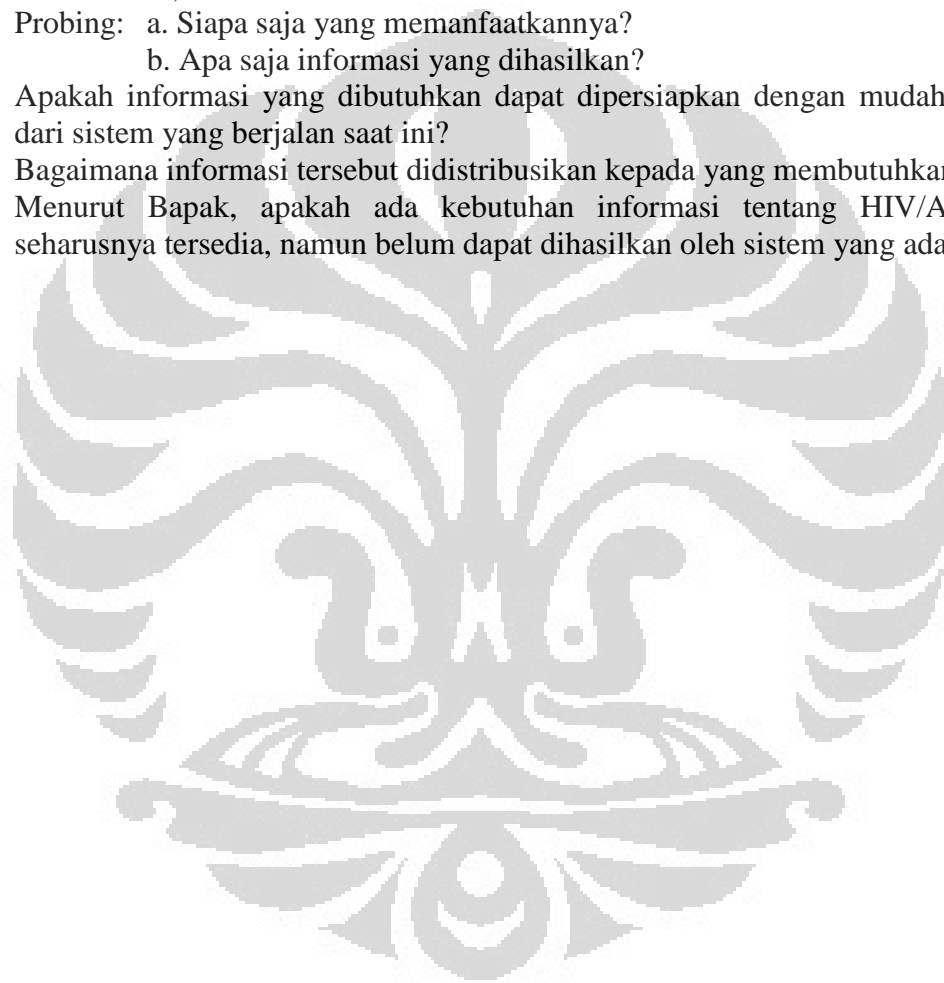 Probing: a. Siapa saja yang memanfaatkannya?
b. Apa saja informasi yang dihasilkan?
Apakah informasi yang dibutuhkan dapat dipersiapkan dengan mudah
dari sistem yang berjalan saat ini?
Bagaimana informasi tersebut didistribusikan kepada yang
Menurut Bapak, apakah ada kebutuhan informasi tentang HIV/A
seharusnya tersedia, namun belum dapat dihasilkan oleh sistem yang ada